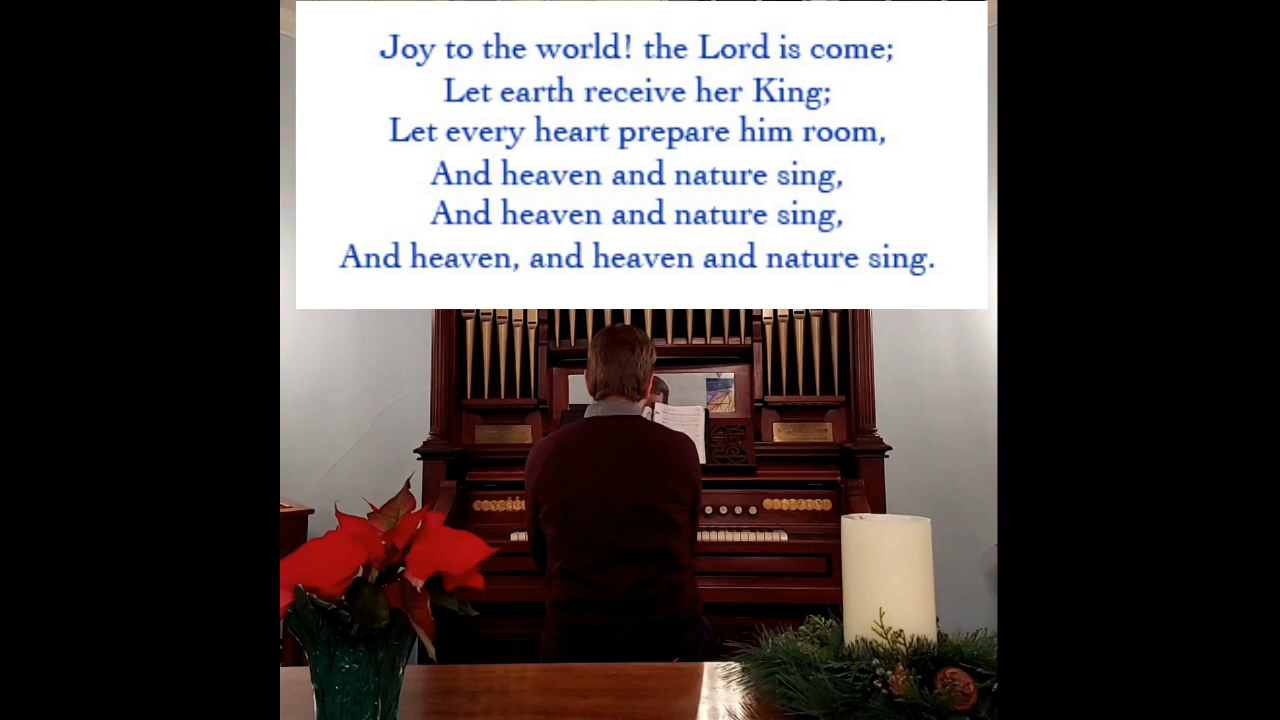 Joy to the world! the Lord is come;
Let earth receive her King;
Let every heart prepare him room,
And heaven and nature sing,
And heaven and nature sing,
And heaven, and heaven and nature sing.